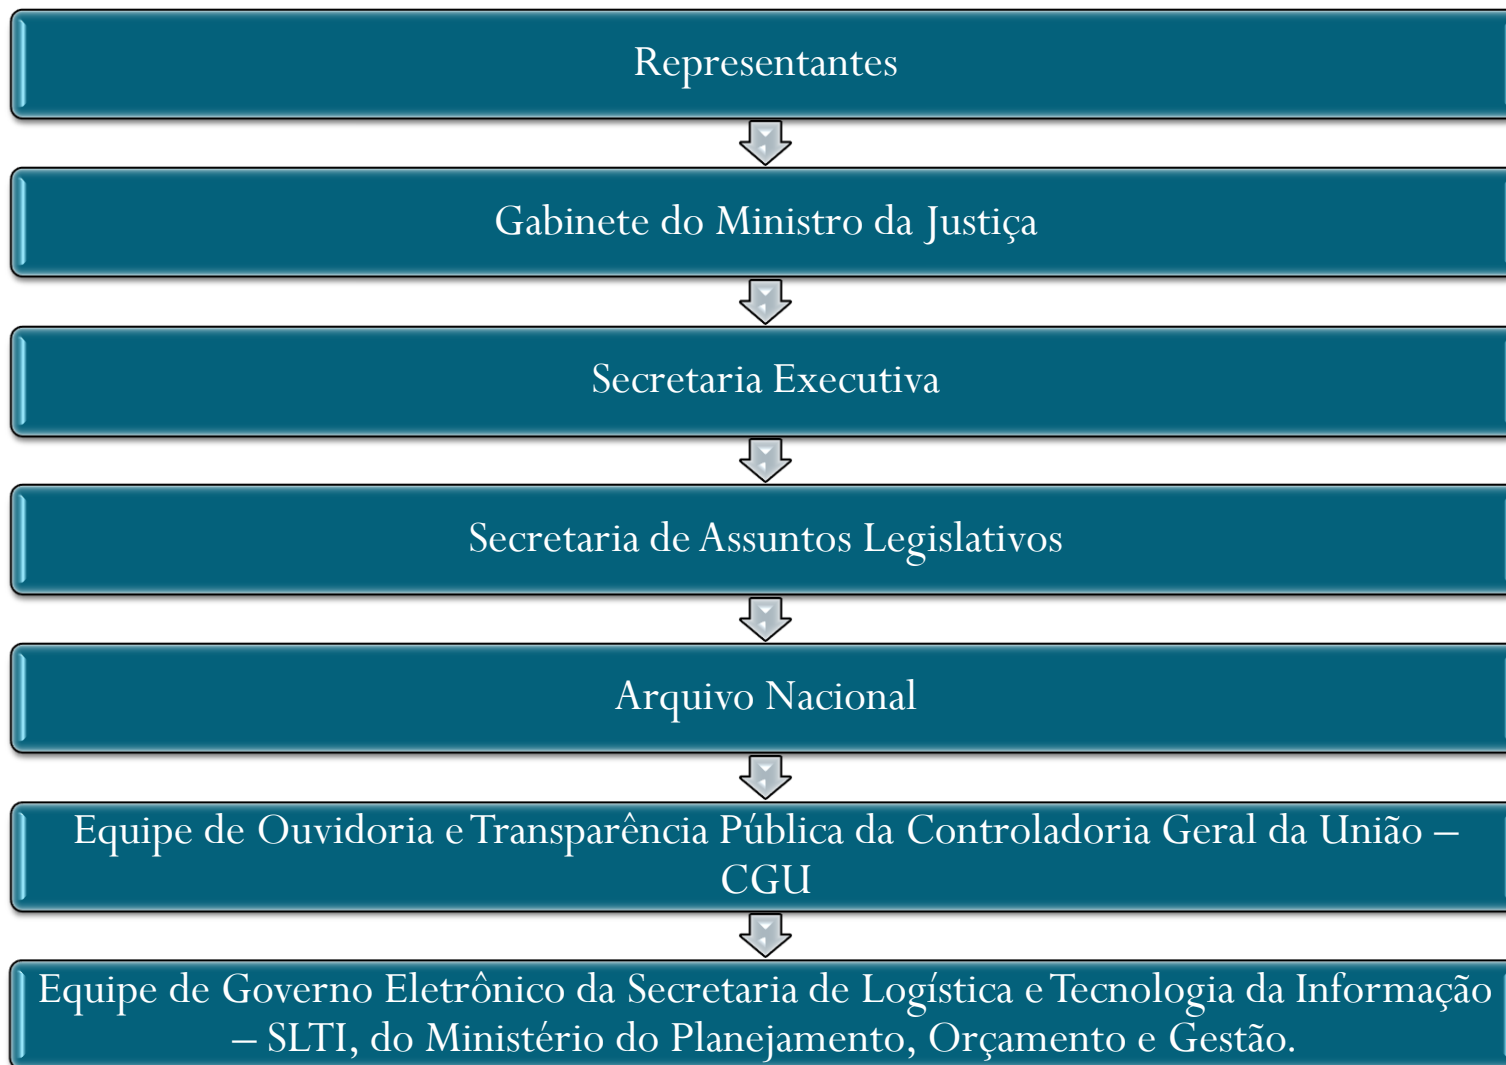 Representantes
Gabinete do Ministro da Justiça
Secretaria Executiva
Secretaria de Assuntos Legislativos
Arquivo Nacional
Equipe de Ouvidoria e Transparência Pública da Controladoria Geral da União –
CGU
Equipe de Governo Eletrônico da Secretaria de Logística e Tecnologia da Informação
– SLTI, do Ministério do Planejamento, Orçamento e Gestão.